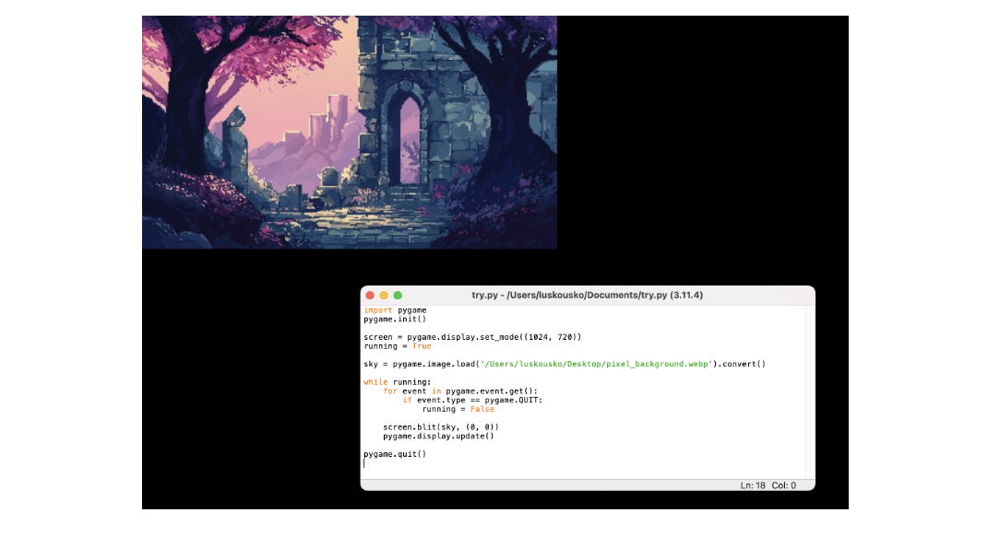 try.py - /Users/luskousko/Documents/try.py (3.11.4)
import pygame
pygame.init()
screen = pygame.display.set_mode((1024, 720))
running = True
sky = pygame.image.load('/Users/luskousko/Desktop/pixel_background.webp').convert()
while running:
    for event in pygame.event.get():
        if event.type == pygame.QUIT:
            running = False
    screen.blit(sky, (0, 0))
    pygame.display.update()
pygame.quit()
Ln: 18 Col: 0